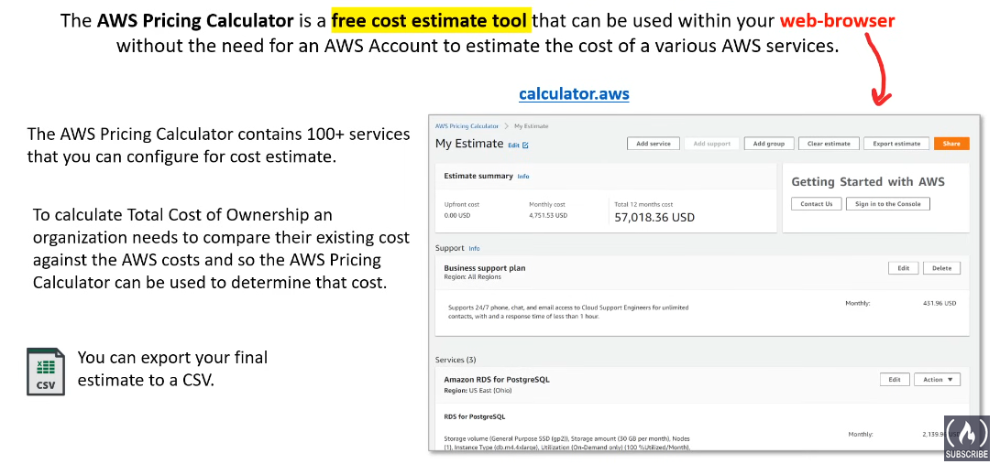 The AWS Pricing Calculator is a free cost estimate tool that can be used within your web-browser
without the need for an AWS Account to estimate the cost of a various AWS services.
calculator.aws
The AWS Pricing Calculator contains 100+ services
that you can configure for cost estimate.
To calculate Total Cost of Ownership an
organization needs to compare their existing cost
against the AWS costs and so the AWS Pricing
Calculator can be used to determine that cost.
CSV
You can export your final
estimate to a CSV.
AWS Pricing Calculator > My Estimate
My Estimate Edit
Add service Add support Add group Clear estimate Export estimate Share
Estimate summary Info
Upfront cost Monthly cost Total 12 months cost
0.00 USD 4,751.53 USD 57,018.36 USD
Getting Started with AWS
Contact Us Sign in to the Console
Support Info
Business support plan
Region: All Regions
Edit Delete
Supports 24/7 phone, chat, and email access to Cloud Support Engineers for unlimited
contacts, with and a response time of less than 1 hour.
Monthly: 431.96 USD
Services (3)
Amazon RDS for PostgreSQL
Region: US East (Ohio)
Edit Action
RDS for PostgreSQL
Storage volume (General Purpose SSD (gp2)), Storage amount (30 GB per month), Nodes
(1), Instance Type (db.m4.4xlarge), Utilization (On-Demand only) (100 %Utilized/Month),
Monthly:
SUBSCRIBE